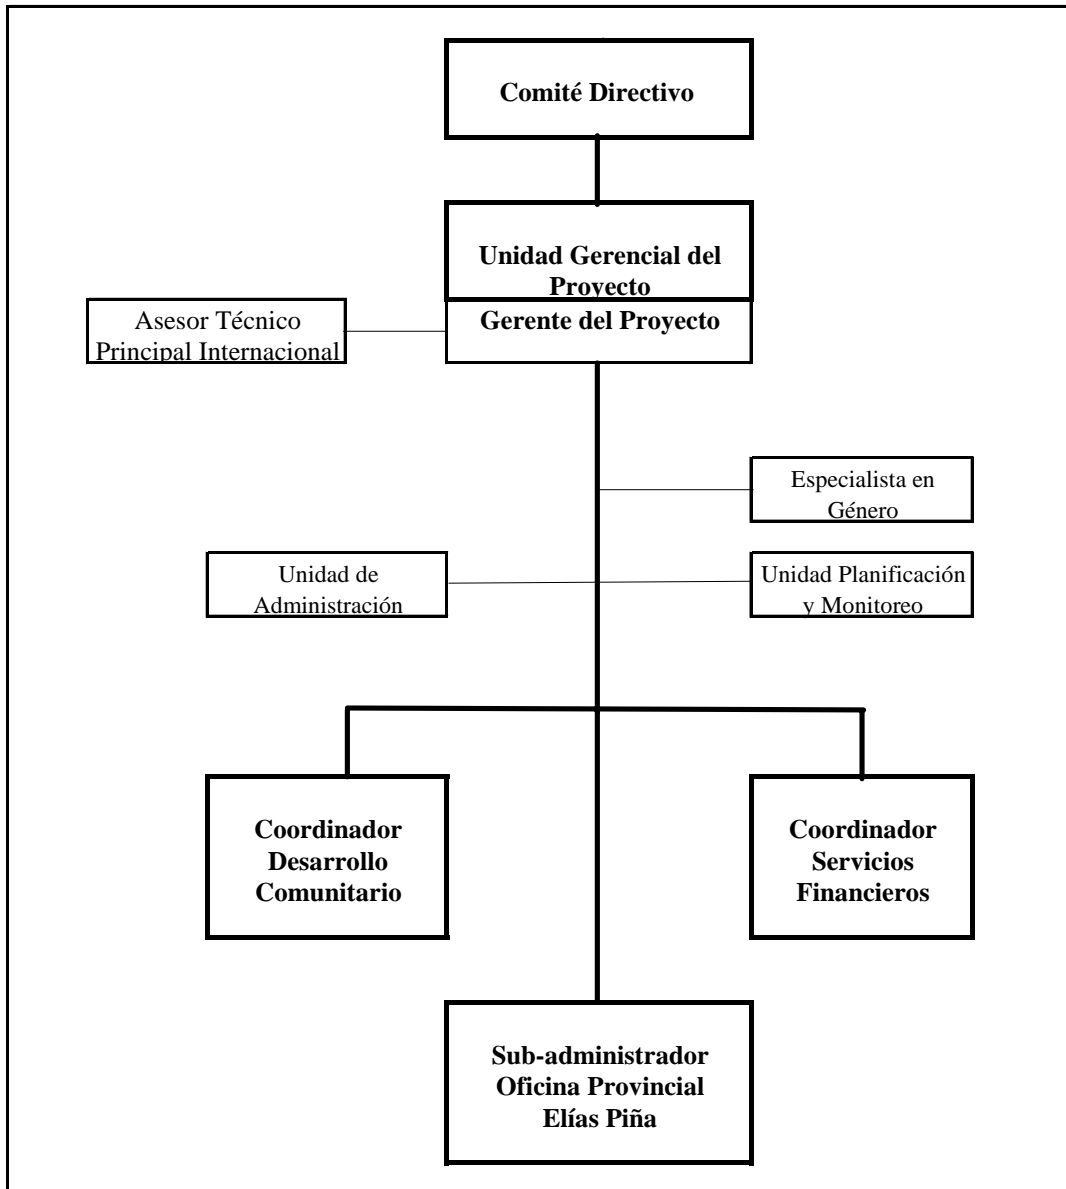 Comité Directivo
Unidad Gerencial del
Proyecto
Gerente del Proyecto
Asesor Técnico
Principal Internacional
Especialista en
Género
Unidad de
Administración
Unidad Planificación
y Monitoreo
Coordinador
Desarrollo
Comunitario
Coordinador
Servicios
Financieros
Sub-administrador
Oficina Provincial
Elías Piña